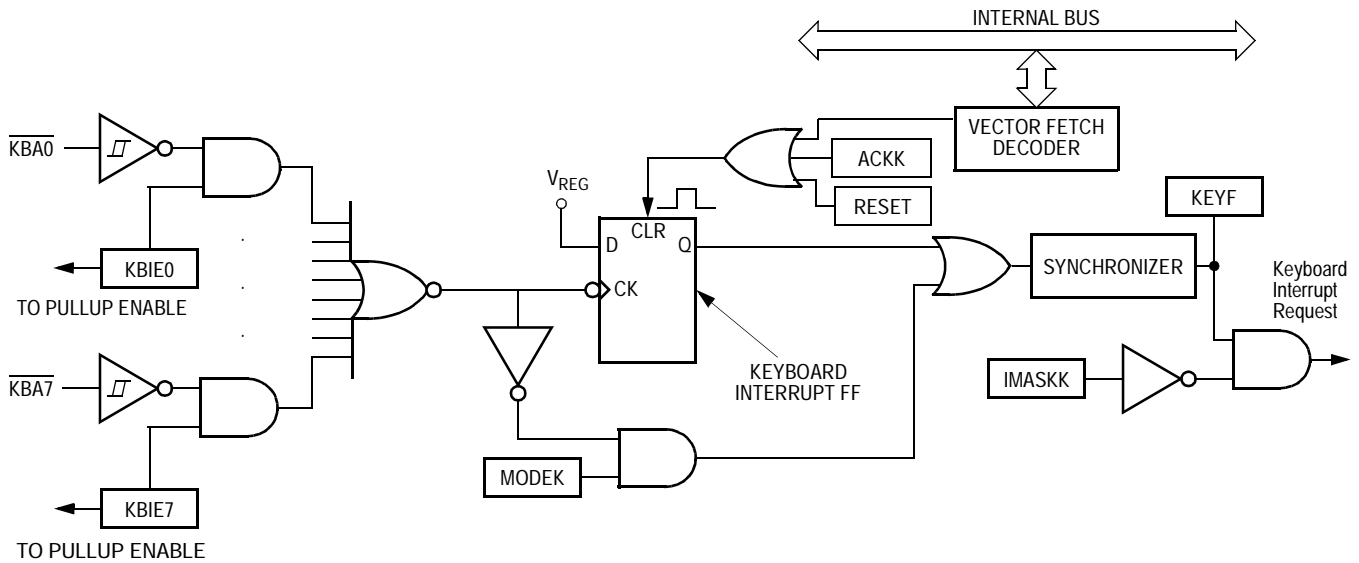 INTERNAL BUS
VECTOR FETCH
DECODER
KBA0
ACKK
VREG
RESET
KEYF
CLR
D
Q
KBIE0
TO PULLUP ENABLE
CK
SYNCHRONIZER
Keyboard
Interrupt
Request
KBA7
KEYBOARD
INTERRUPT FF
IMASKK
MODEK
KBIE7
TO PULLUP ENABLE